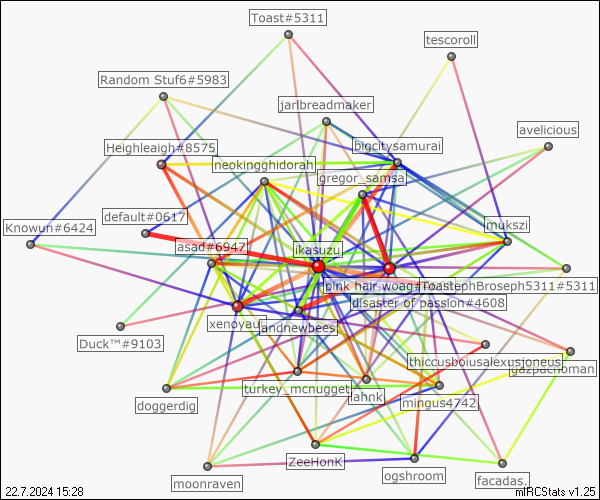 Toast#5311
tescoroll
Random Stuf6#5983
jarlbreadmaker
avelicious
Heighleaigh#8575
bigcitysamurai
neokingghidorah
gregor_samsa
default#0617
Knowun#6424
mukszi
asad#6947
ikasuzu
pink hair woag#ToastephBroseph5311#5311
disaster of passion#4608
xenoyaup
andnewbees
Duck™#9103
thiccusboiusalexusjoneus
gazpachoman
turkey_mcnugget
lahnk
mingus4742
doggerdig
ZeeHonK
ogshroom
moonraven
facadas.
22.7.2024 15:28
mIRCStats v1.25